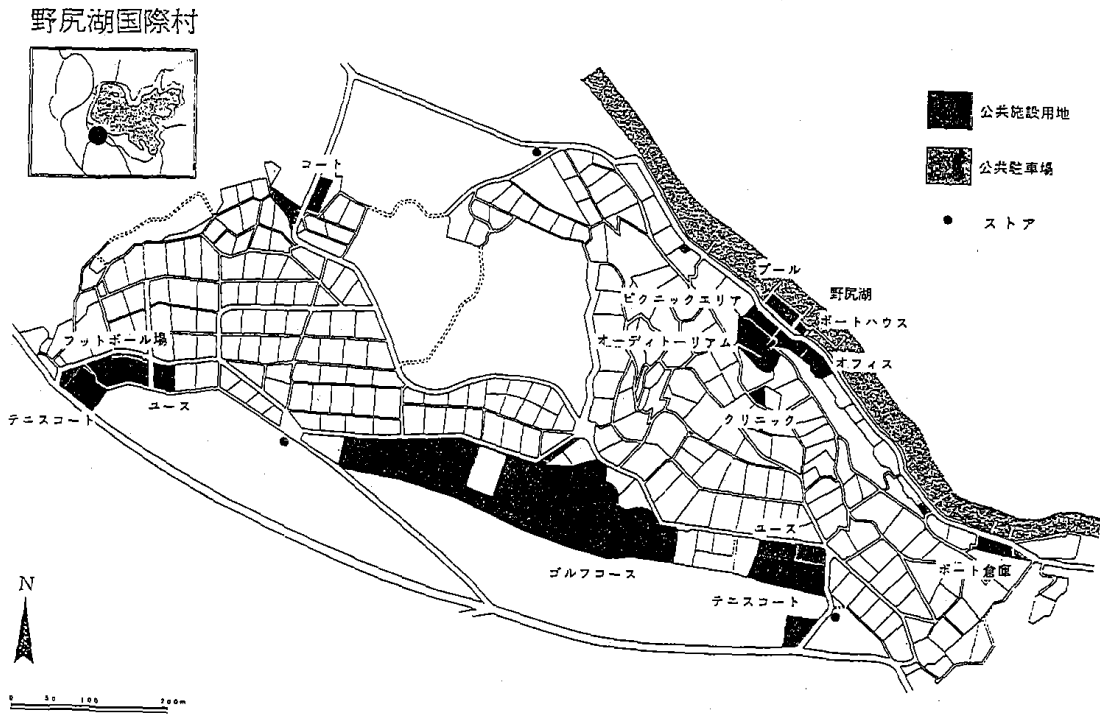 野尻湖国際村
公共施設用地
公共駐車場
ストア
コート
プール
野尻湖
ピクニックエリア
ボートハウス
オーディトーリアム
オフィス
フットボール場
ユース
テニスコート
クリニック
ユース
ゴルフコース
ボート倉庫
テニスコート
N
0 50 100 200m